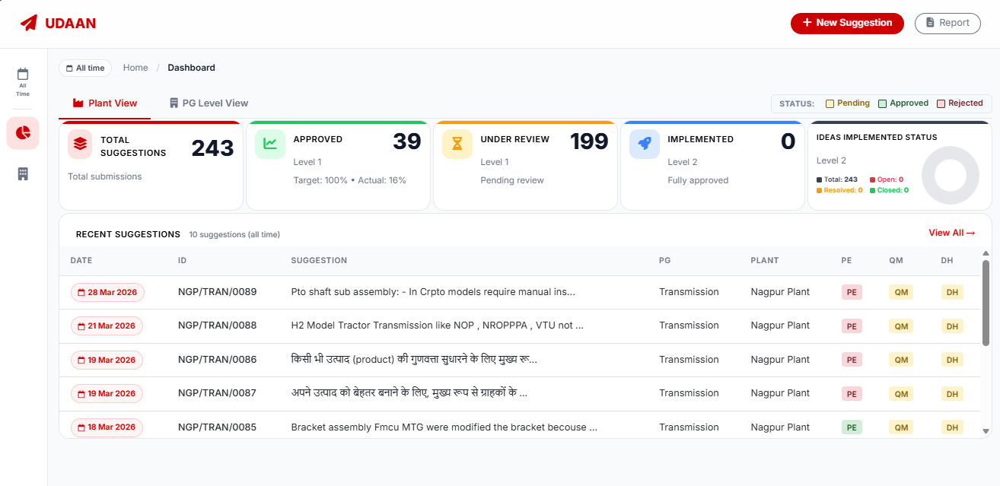 UDAAN
+ New Suggestion
Report
All time
Home / Dashboard
All
Time
Plant View
PG Level View
STATUS: Pending Approved Rejected
TOTAL
SUGGESTIONS
243
Total submissions
APPROVED
39
Level 1
Target: 100% • Actual: 16%
UNDER REVIEW
199
Level 1
Pending review
IMPLEMENTED
0
Level 2
Fully approved
IDEAS IMPLEMENTED STATUS
Level 2
Total: 243 Open: 0
Resolved: 0 Closed: 0
RECENT SUGGESTIONS 10 suggestions (all time)
View All →
DATE ID SUGGESTION PG PLANT PE QM DH
28 Mar 2026 NGP/TRAN/0089 Pto shaft sub assembly: - In Crpto models require manual ins... Transmission Nagpur Plant PE QM DH
21 Mar 2026 NGP/TRAN/0088 H2 Model Tractor Transmission like NOP , NROPPPA , VTU not ... Transmission Nagpur Plant PE QM DH
19 Mar 2026 NGP/TRAN/0086 किसी भी उत्पाद (product) की गुणवत्ता सुधारने के लिए मुख्य रू... Transmission Nagpur Plant PE QM DH
19 Mar 2026 NGP/TRAN/0087 अपने उत्पाद को बेहतर बनाने के लिए, मुख्य रूप से ग्राहकों के ... Transmission Nagpur Plant PE QM DH
18 Mar 2026 NGP/TRAN/0085 Bracket assembly Fmcu MTG were modified the bracket becouse ... Transmission Nagpur Plant PE QM DH